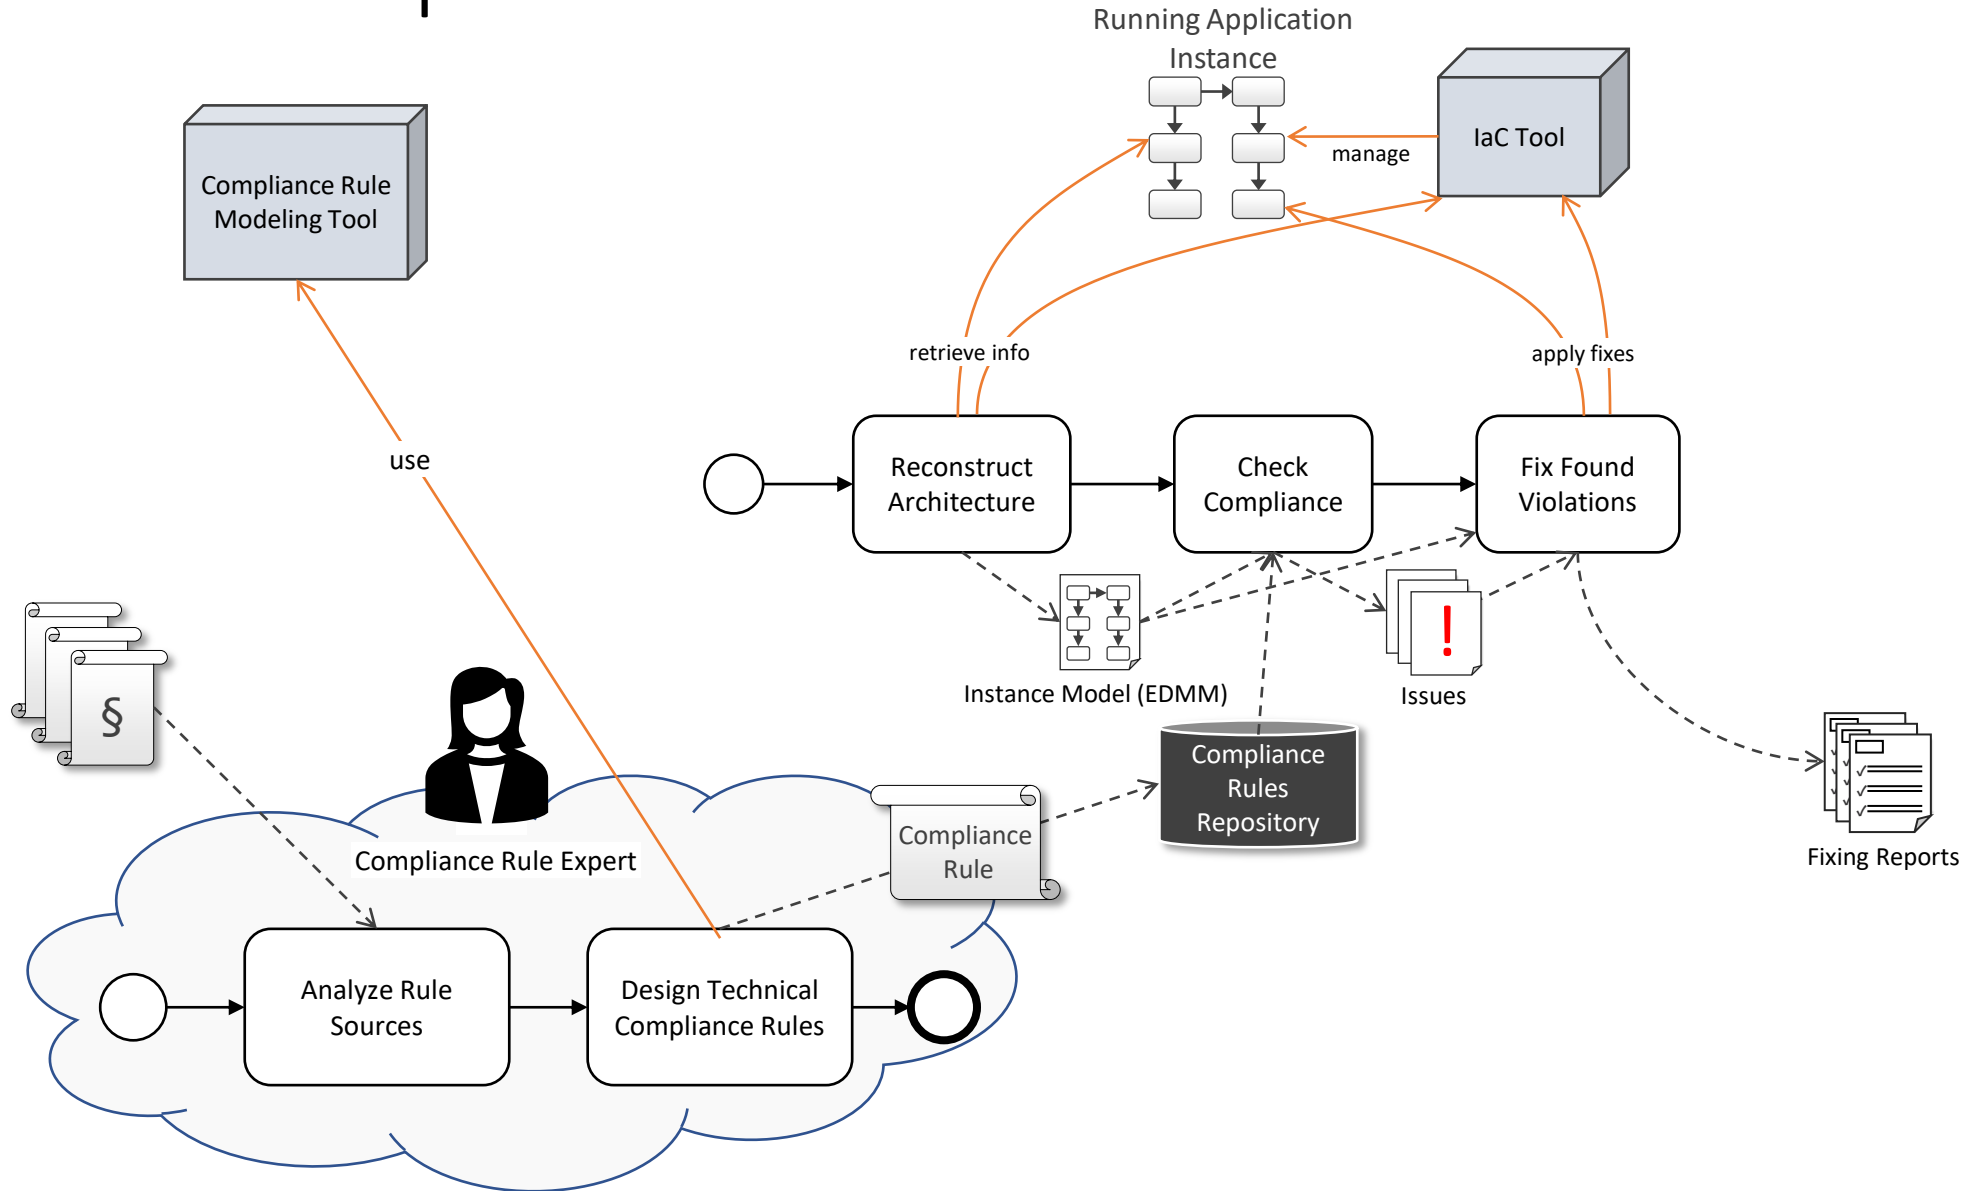 Running Application
Instance
IaC Tool
manage
Compliance Rule
Modeling Tool
retrieve info
apply fixes
use
Reconstruct
Architecture
Check
Compliance
Fix Found
Violations
§
!
Instance Model (EDMM)
Issues
Compliance
Rules
Repository
Compliance
Rule
Compliance Rule Expert
Fixing Reports
Analyze Rule
Sources
Design Technical
Compliance Rules